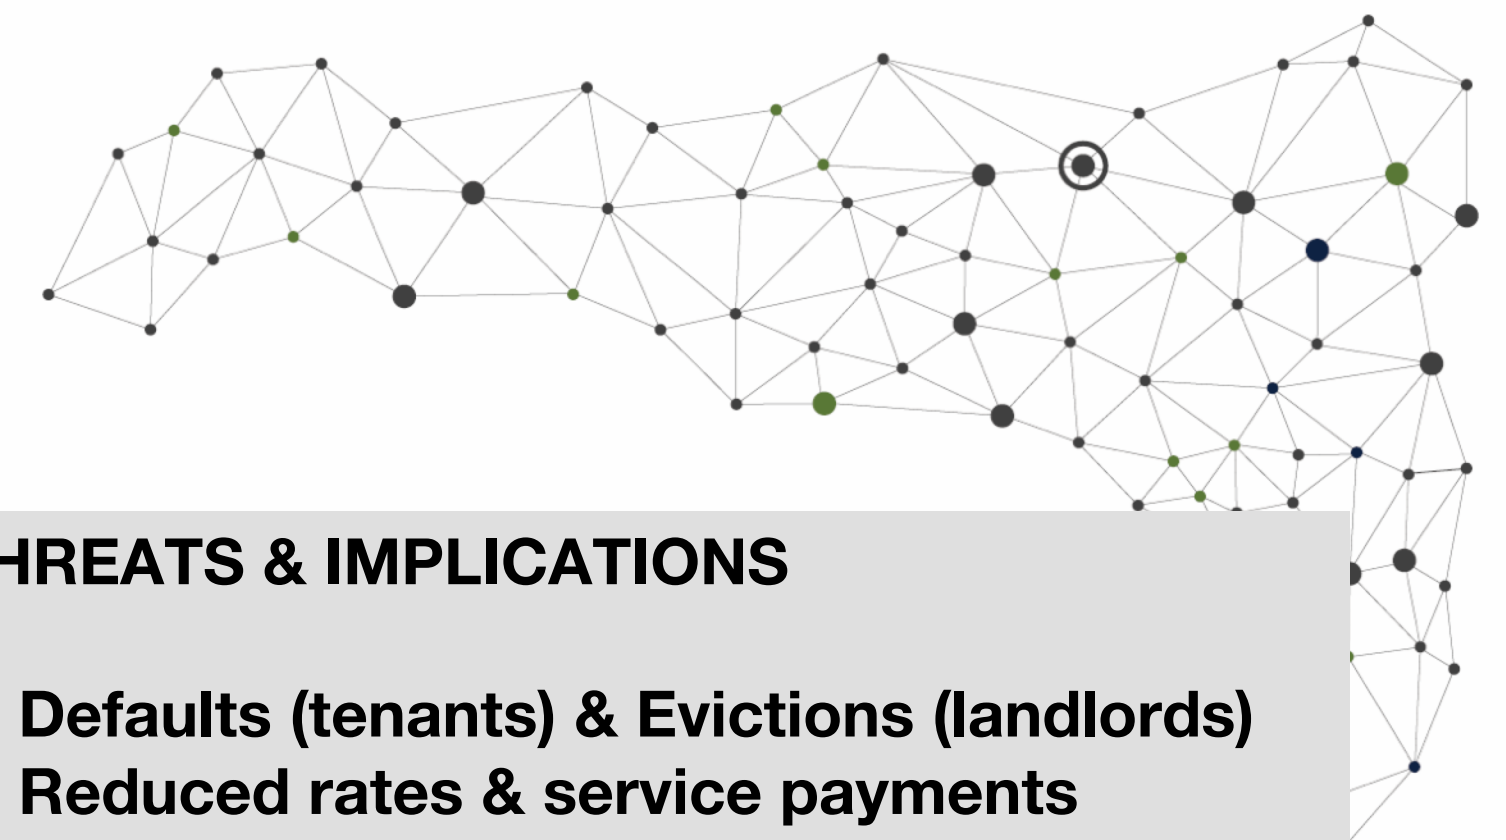 HREATS & IMPLICATIONS
Defaults (tenants) & Evictions (landlords)
Reduced rates & service payments